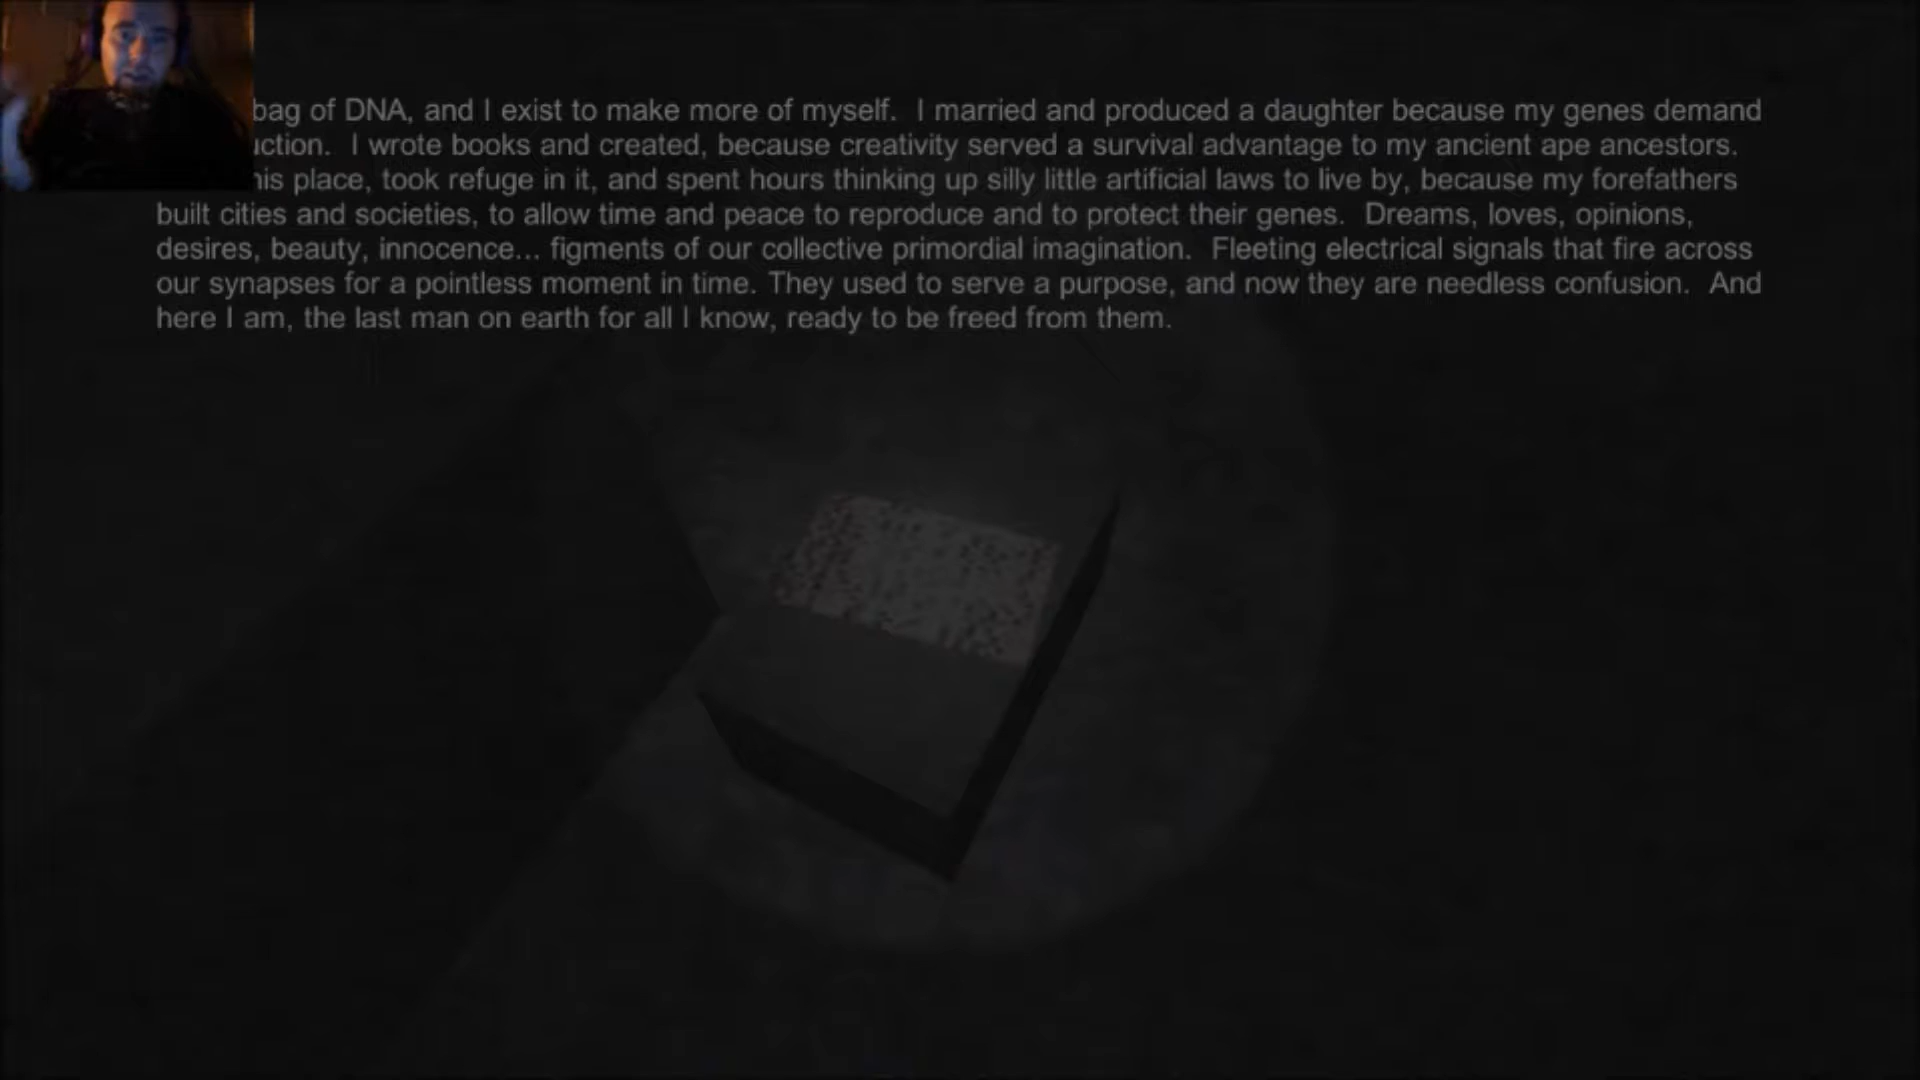 bag of DNA, and I exist to make more of myself.  I married and produced a daughter because my genes demand
uction.  I wrote books and created, because creativity served a survival advantage to my ancient ape ancestors.
his place, took refuge in it, and spent hours thinking up silly little artificial laws to live by, because my forefathers
built cities and societies, to allow time and peace to reproduce and to protect their genes.  Dreams, loves, opinions,
desires, beauty, innocence... figments of our collective primordial imagination.  Fleeting electrical signals that fire across
our synapses for a pointless moment in time. They used to serve a purpose, and now they are needless confusion.  And
here I am, the last man on earth for all I know, ready to be freed from them.